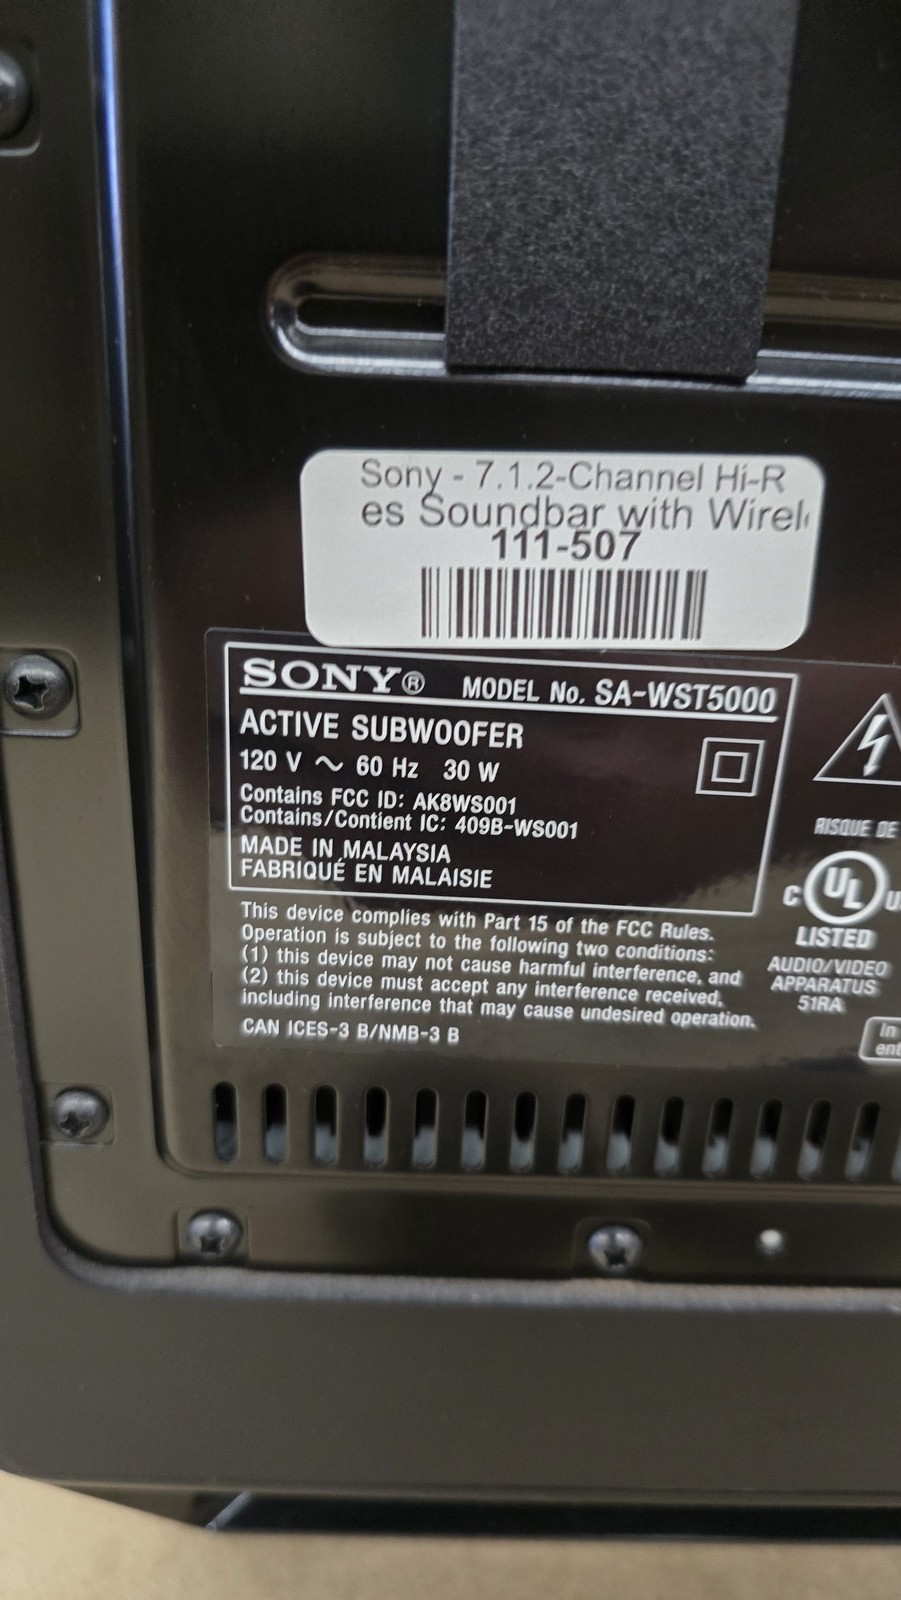 Sony - 7.1.2-Channel Hi-R
es Soundbar with Wirel
111-507
SONY® MODEL No. SA-WST5000
ACTIVE SUBWOOFER
120 V ~ 60 Hz 30 W
Contains FCC ID: AK8WS001
Contains/Contient IC: 409B-WS001
MADE IN MALAYSIA
FABRIQUÉ EN MALAISIE
This device complies with Part 15 of the FCC Rules.
Operation is subject to the following two conditions:
(1) this device may not cause harmful interference, and
(2) this device must accept any interference received,
including interference that may cause undesired operation.
CAN ICES-3 B/NMB-3 B
RISQUE DE
C UL U
LISTED
AUDIO/VIDEO
APPARATUS
51RA
In
ent